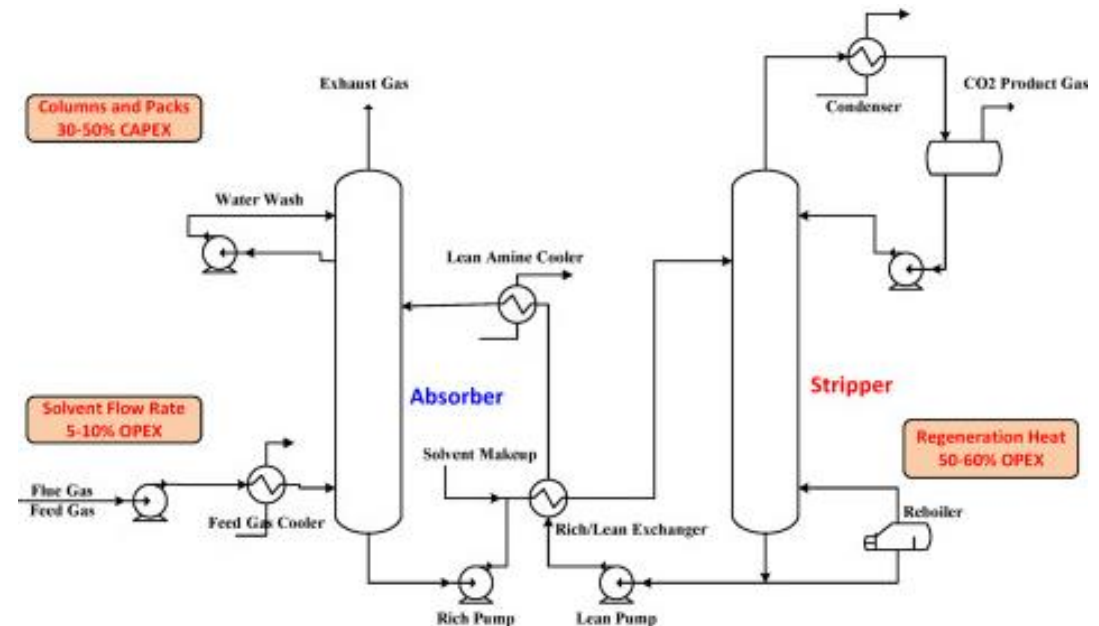 Exhaust Gas
Columns and Packs
30-50% CAPEX
Condenser
CO2 Product Gas
Water Wash
Lean Amine Cooler
Absorber
Stripper
Solvent Flow Rate
5-10% OPEX
Regeneration Heat
50-60% OPEX
Solvent Makeup
Flue Gas
Feed Gas
Feed Gas Cooler
Rich/Lean Exchanger
Reboiler
Rich Pump
Lean Pump